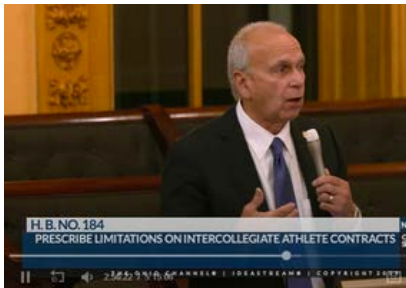 H. B. NO. 184
PRESCRIBE LIMITATIONS ON INTERCOLLEGIATE ATHLETE CONTRACTS
THE OHIO CHANNEL® | IDEASTREAM® | COPYRIGHT